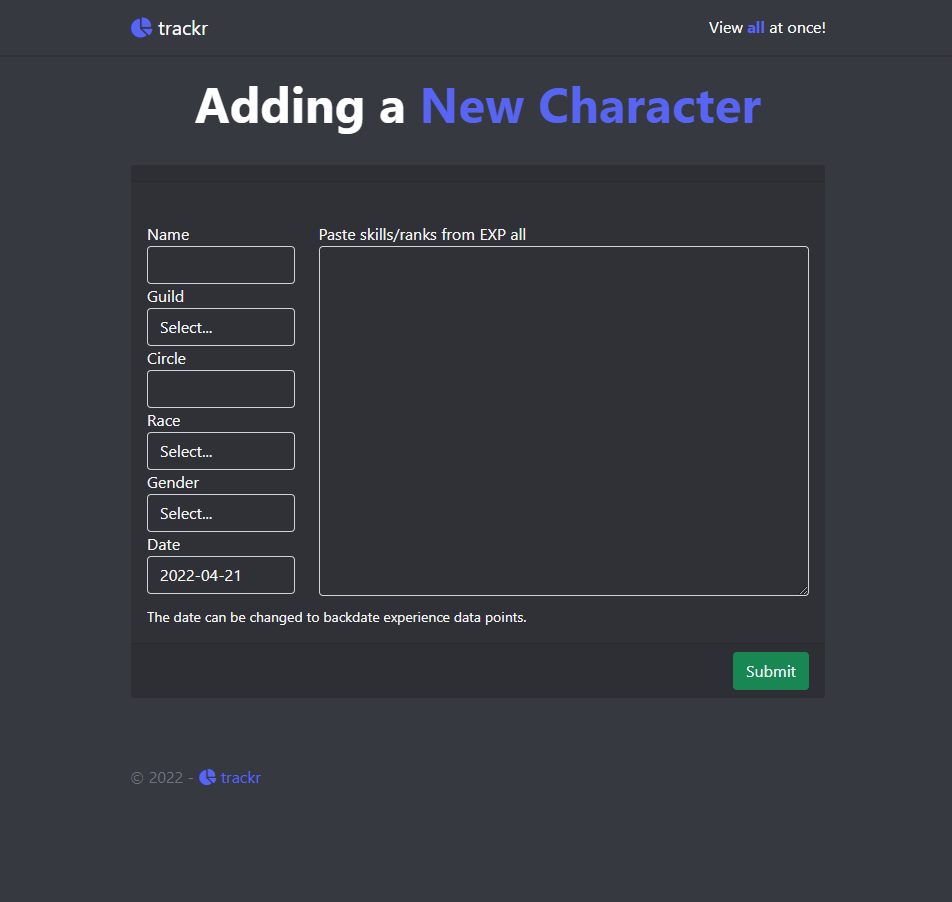 trackr
View all at once!
Adding a New Character
Name
Paste skills/ranks from EXP all
Guild
Select...
Circle
Race
Select...
Gender
Select...
Date
2022-04-21
The date can be changed to backdate experience data points.
Submit
© 2022 - trackr